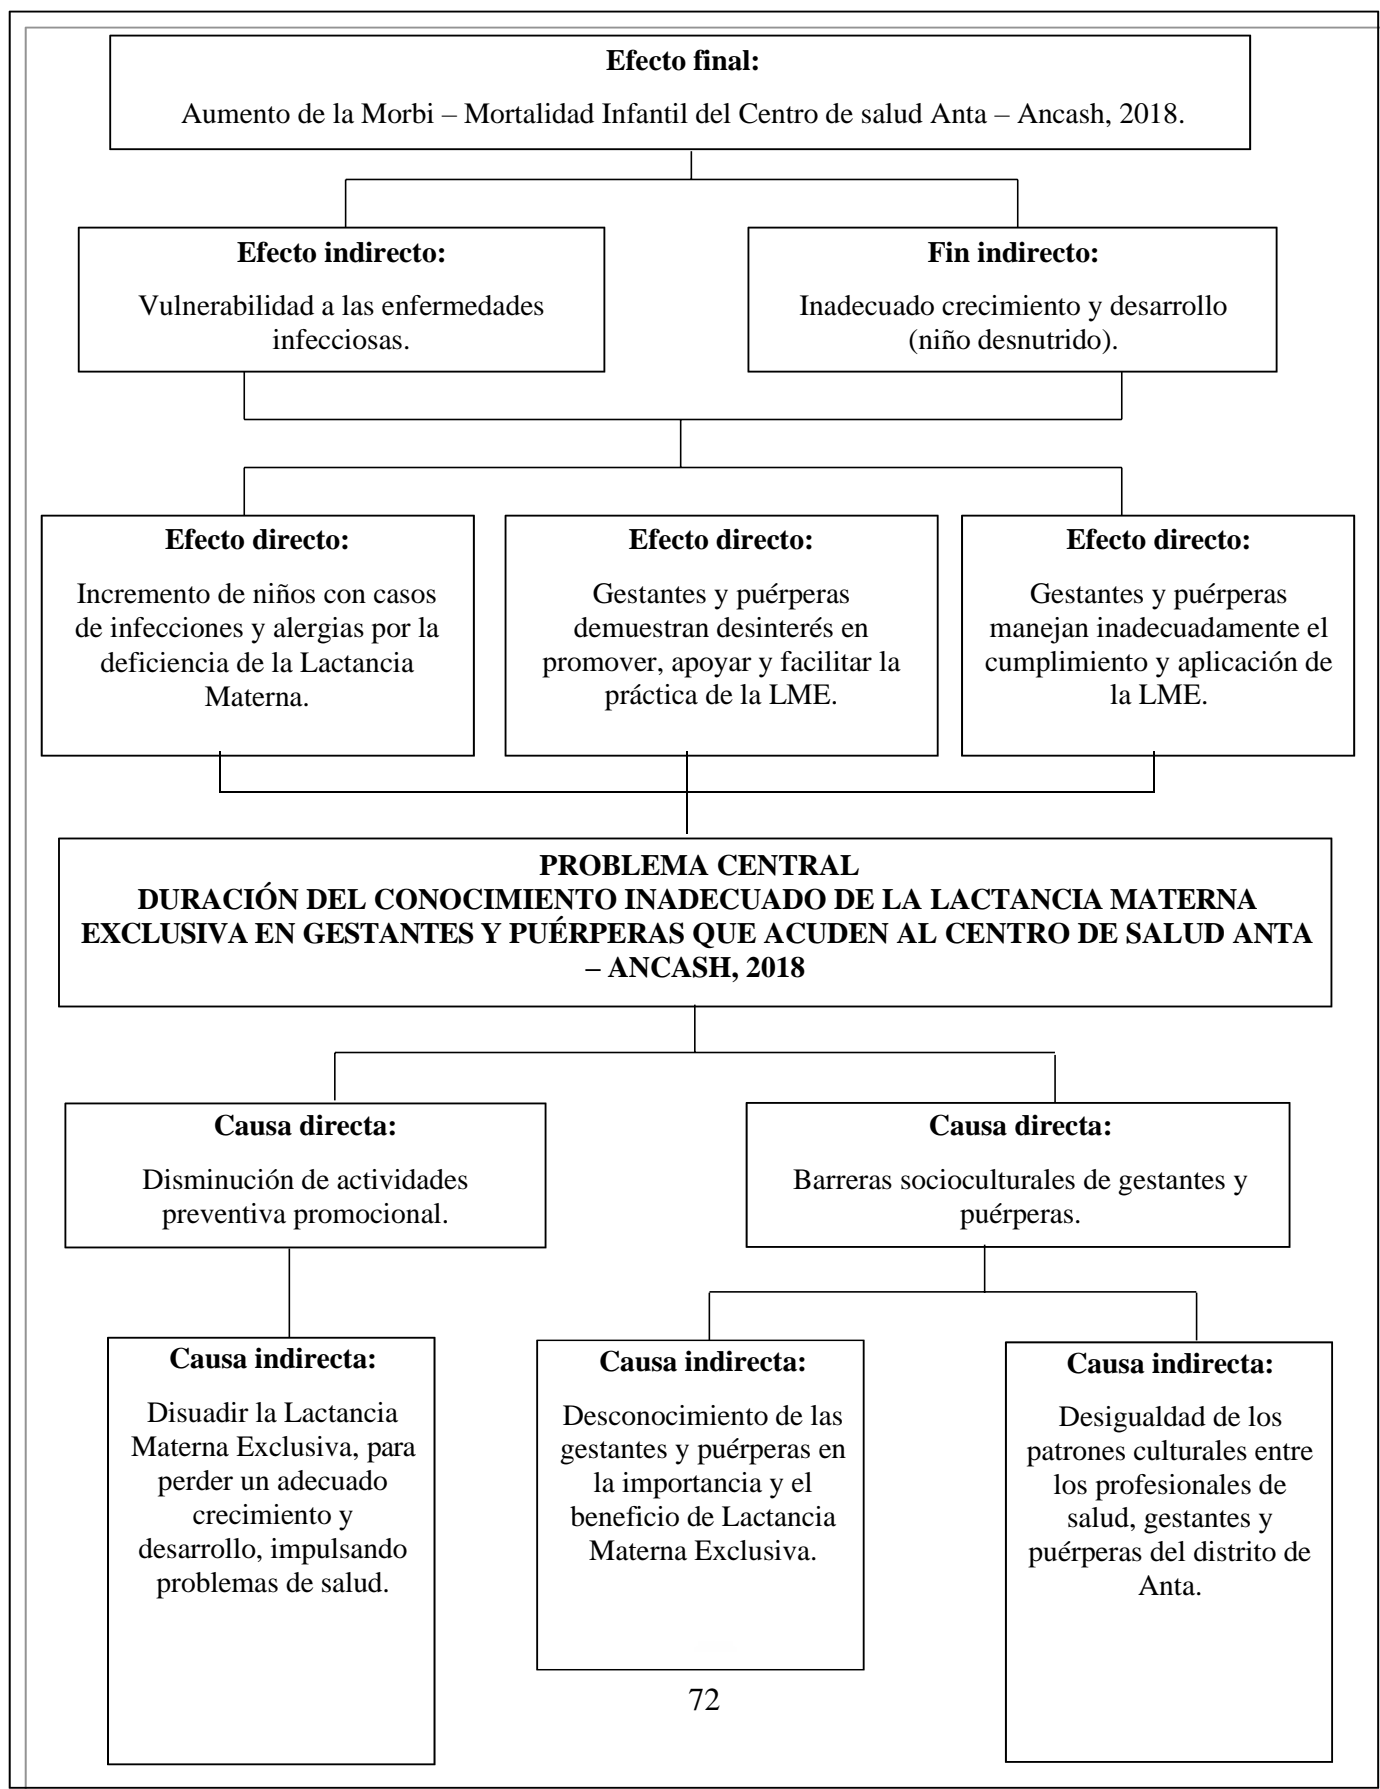 Efecto final:
Aumento de la Morbi – Mortalidad Infantil del Centro de salud Anta – Ancash, 2018.
Efecto indirecto:
Vulnerabilidad a las enfermedades
infecciosas.
Fin indirecto:
Inadecuado crecimiento y desarrollo
(niño desnutrido).
Efecto directo:
Incremento de niños con casos
de infecciones y alergias por la
deficiencia de la Lactancia
Materna.
Efecto directo:
Gestantes y puérperas
demuestran desinterés en
promover, apoyar y facilitar la
práctica de la LME.
Efecto directo:
Gestantes y puérperas
manejan inadecuadamente el
cumplimiento y aplicación de
la LME.
PROBLEMA CENTRAL
DURACIÓN DEL CONOCIMIENTO INADECUADO DE LA LACTANCIA MATERNA
EXCLUSIVA EN GESTANTES Y PUÉRPERAS QUE ACUDEN AL CENTRO DE SALUD ANTA
– ANCASH, 2018
Causa directa:
Disminución de actividades
preventiva promocional.
Causa directa:
Barreras socioculturales de gestantes y
puérperas.
Causa indirecta:
Disuadir la Lactancia
Materna Exclusiva, para
perder un adecuado
crecimiento y
desarrollo, impulsando
problemas de salud.
Causa indirecta:
Desconocimiento de las
gestantes y puérperas en
la importancia y el
beneficio de Lactancia
Materna Exclusiva.
Causa indirecta:
Desigualdad de los
patrones culturales entre
los profesionales de
salud, gestantes y
puérperas del distrito de
Anta.
72